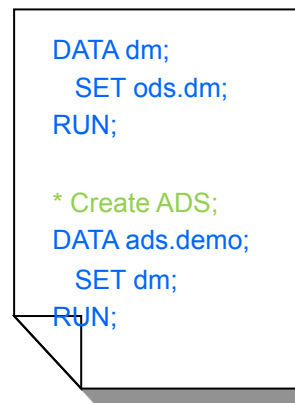 DATA dm;
SET ods.dm;
RUN;
* Create ADS;
DATA ads.demo;
SET dm;
RUN;